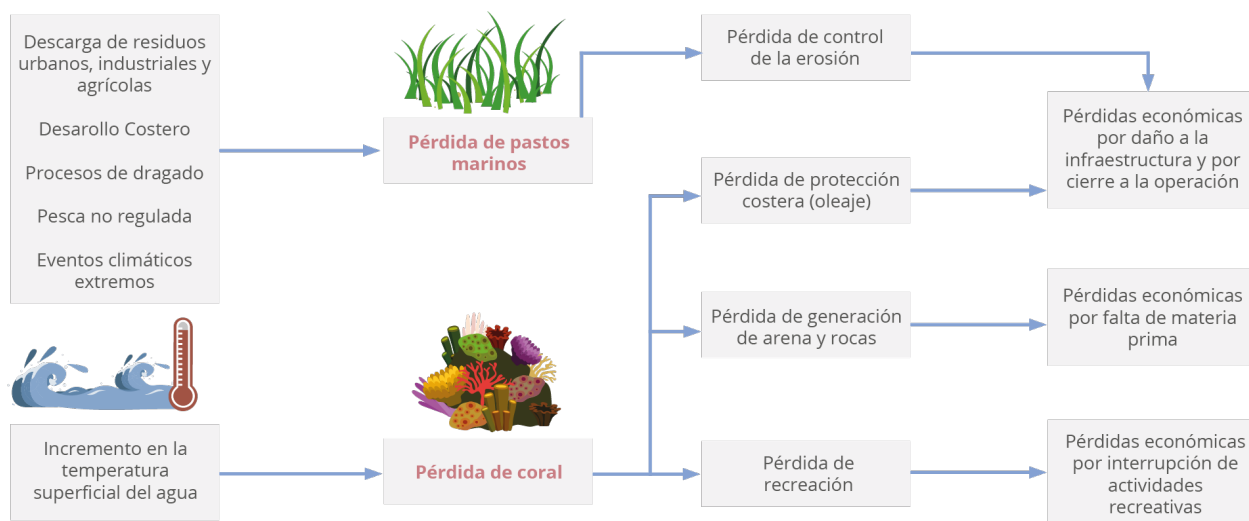 Descarga de residuos
urbanos, industriales y
agrícolas
Desarollo Costero
Procesos de dragado
Pesca no regulada
Eventos climáticos
extremos
Incremento en la
temperatura
superficial del agua
Pérdida de pastos
marinos
Pérdida de coral
Pérdida de control
de la erosión
Pérdida de protección
costera (oleaje)
Pérdida de generación
de arena y rocas
Pérdida de
recreación
Pérdidas económicas
por daño a la
infraestructura y por
cierre a la operación
Pérdidas económicas
por falta de materia
prima
Pérdidas económicas
por interrupción de
actividades
recreativas